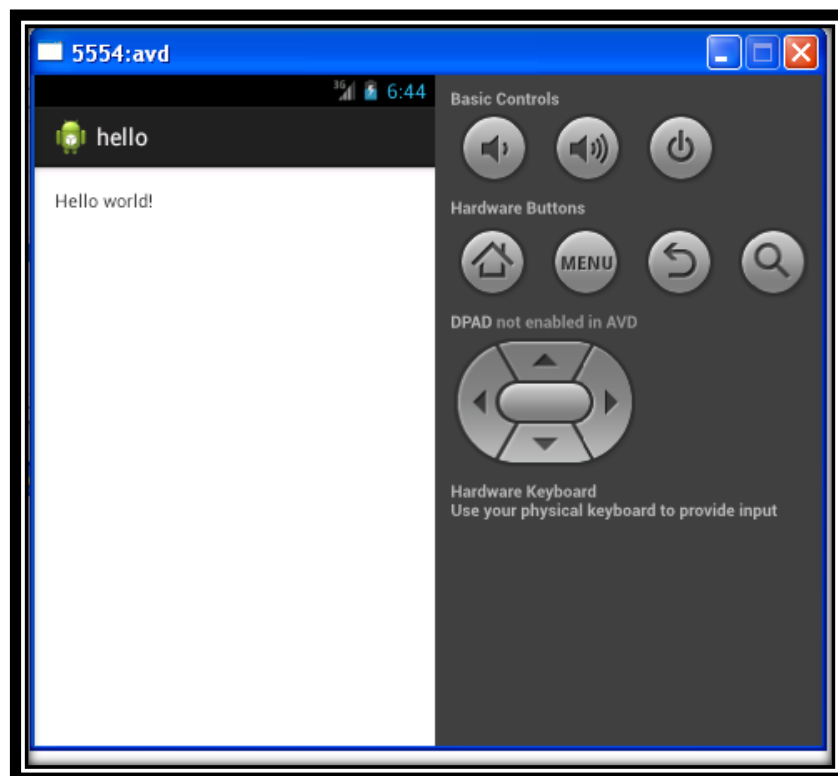 5554:avd
3G 6:44
hello
Hello world!
Basic Controls
Hardware Buttons
MENU
DPAD not enabled in AVD
Hardware Keyboard
Use your physical keyboard to provide input